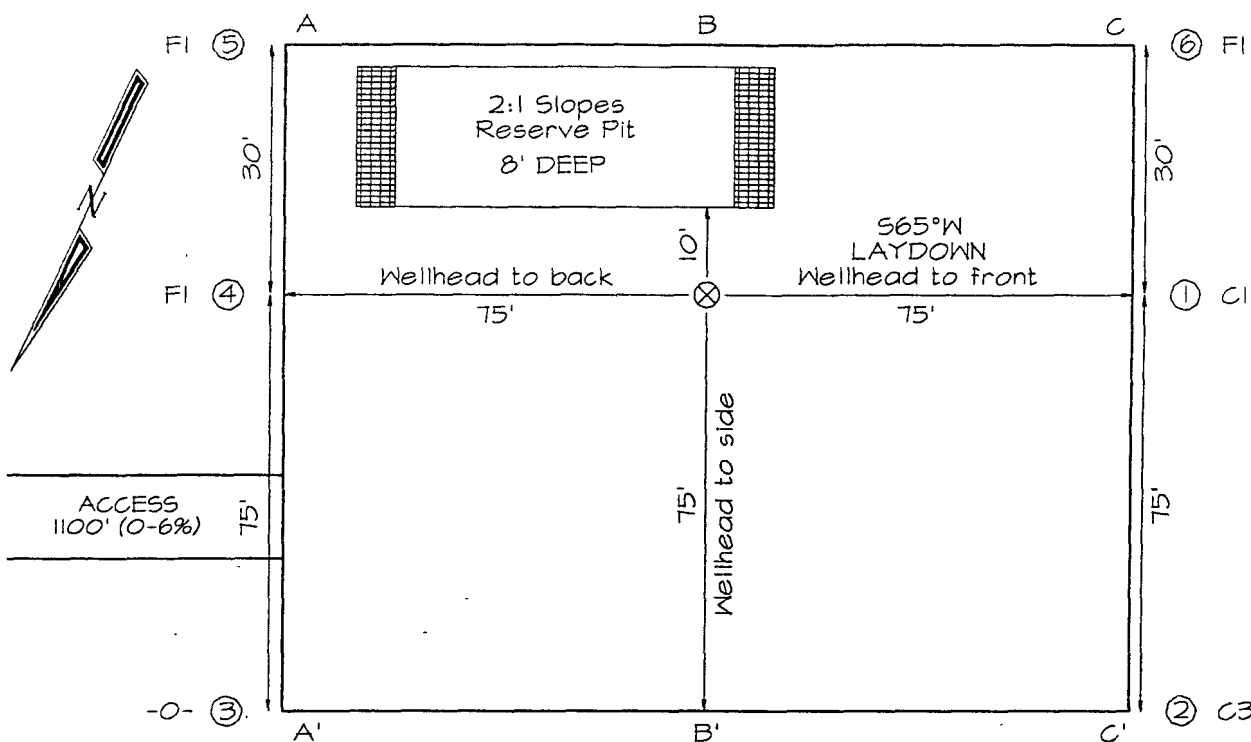 A B C
F1 ⑤ ⑥ F1
2:1 Slopes
Reserve Pit
8' DEEP
30'
30'
N
S65°W
LAYDOWN
10'
Wellhead to back
Wellhead to front
F1 ④ ① C1
75'
75'
75'
Wellhead to side
ACCESS
1100' (0-6%)
75'
75'
-0- ③ ② C3
A' B' C'